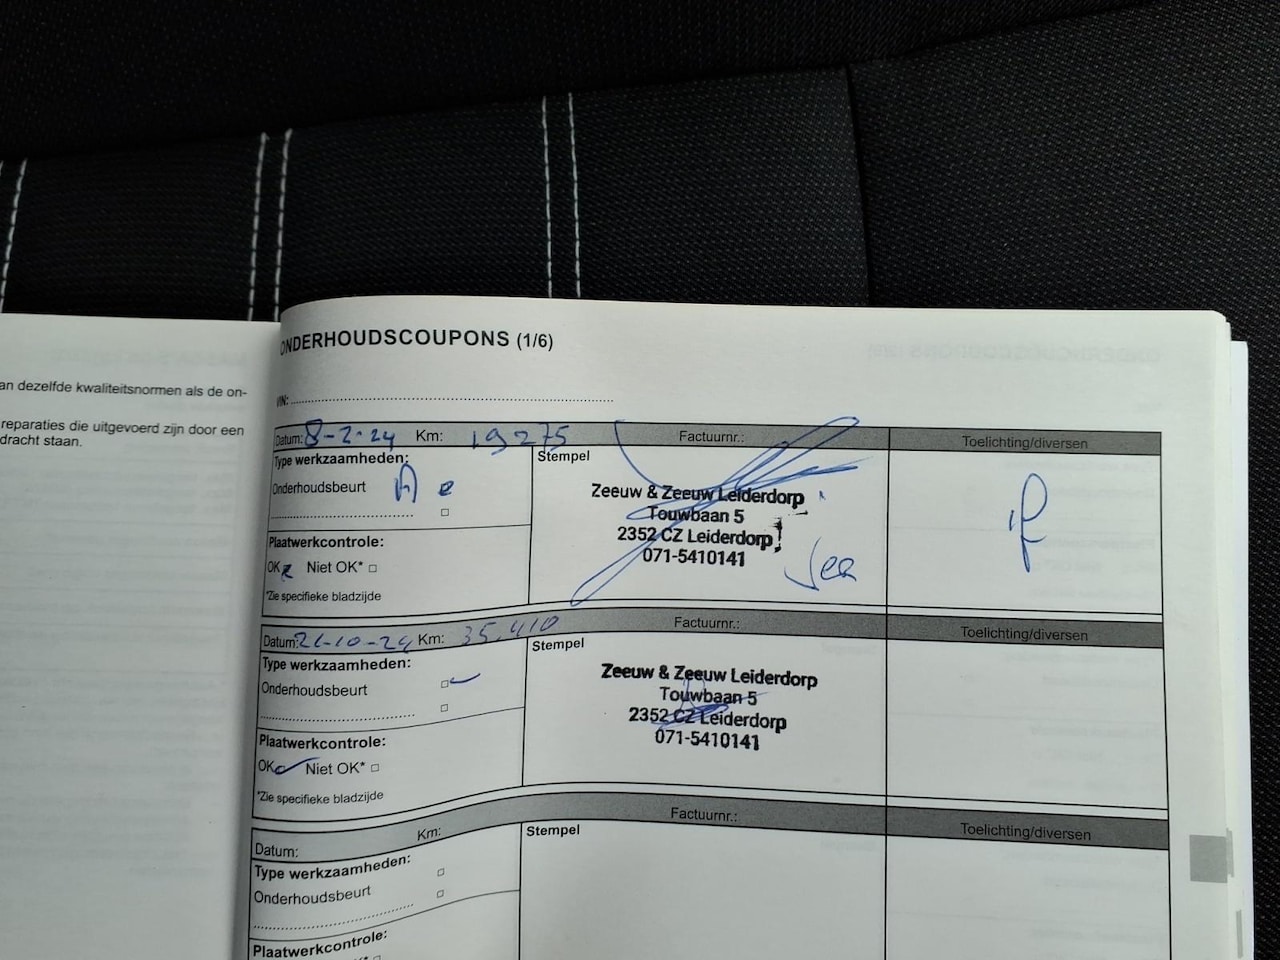 an dezelfde kwaliteitsnormen als de on-
reparaties die uitgevoerd zijn door een
dracht staan.
ONDERHOUDSCOUPONS (1/6)
VIN:
Datum: 8-2-24 Km: 19275 Factuurnr.: Toelichting/diversen
Type werkzaamheden: Stempel
Onderhoudsbeurt A
Zeeuw & Zeeuw Leiderdorp
Touwbaan 5
2352 CZ Leiderdorp
071-5410141
Plaatwerkcontrole:
OK Niet OK*
*Zie specifieke bladzijde
Datum: 21-10-24 Km: 35.410 Factuurnr.: Toelichting/diversen
Type werkzaamheden: Stempel
Onderhoudsbeurt
Zeeuw & Zeeuw Leiderdorp
Touwbaan 5
2352 CZ Leiderdorp
071-5410141
Plaatwerkcontrole:
OK Niet OK*
*Zie specifieke bladzijde
Datum: Km: Factuurnr.: Toelichting/diversen
Type werkzaamheden: Stempel
Onderhoudsbeurt
Plaatwerkcontrole: